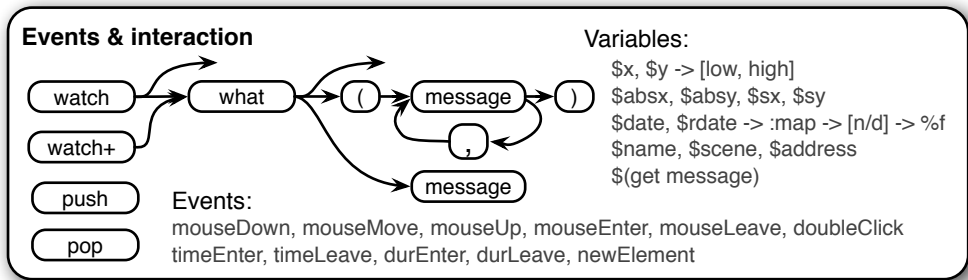 Events & interaction
watch
what
(
message
)
watch+
,
push
message
pop
Variables:
$x, $y -> [low, high]
$absx, $absy, $sx, $sy
$date, $rdate -> :map -> [n/d] -> %f
$name, $scene, $address
$(get message)
Events:
mouseDown, mouseMove, mouseUp, mouseEnter, mouseLeave, doubleClick
timeEnter, timeLeave, durEnter, durLeave, newElement